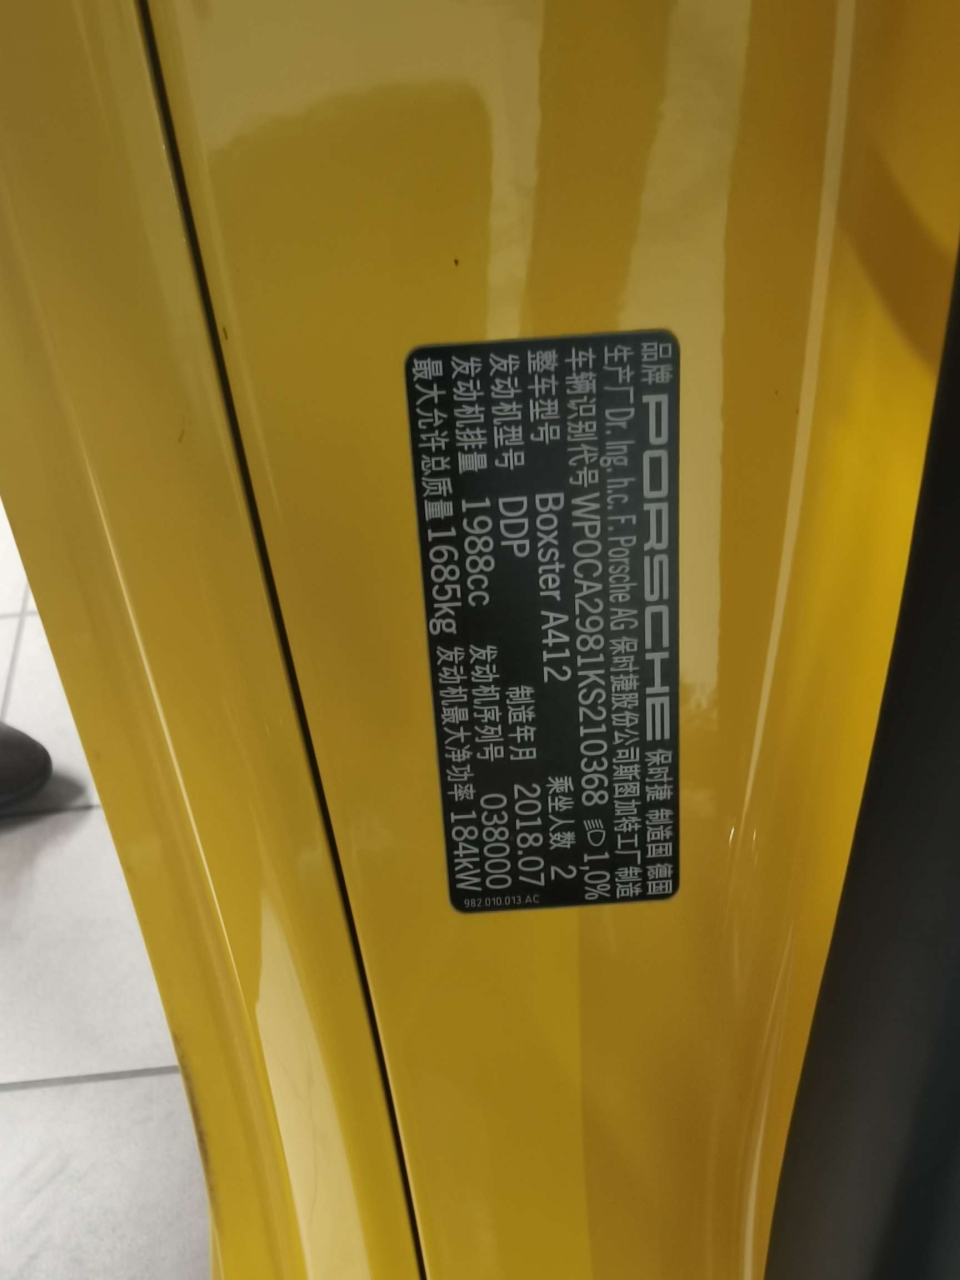 品牌 PORSCHE 保时捷 制造国 德国
生产厂 Dr. Ing. h.c. F. Porsche AG 保时捷股份公司斯图加特工厂制造
车辆识别代号 WP0CA2981KS210368 1,0%
整车型号 Boxster A412 乘坐人数 2
发动机型号 DDP 制造年月 2018.07
发动机排量 1988cc 发动机序列号 038000
最大允许总质量 1685kg 发动机最大净功率 184kW
982.010.013.AC